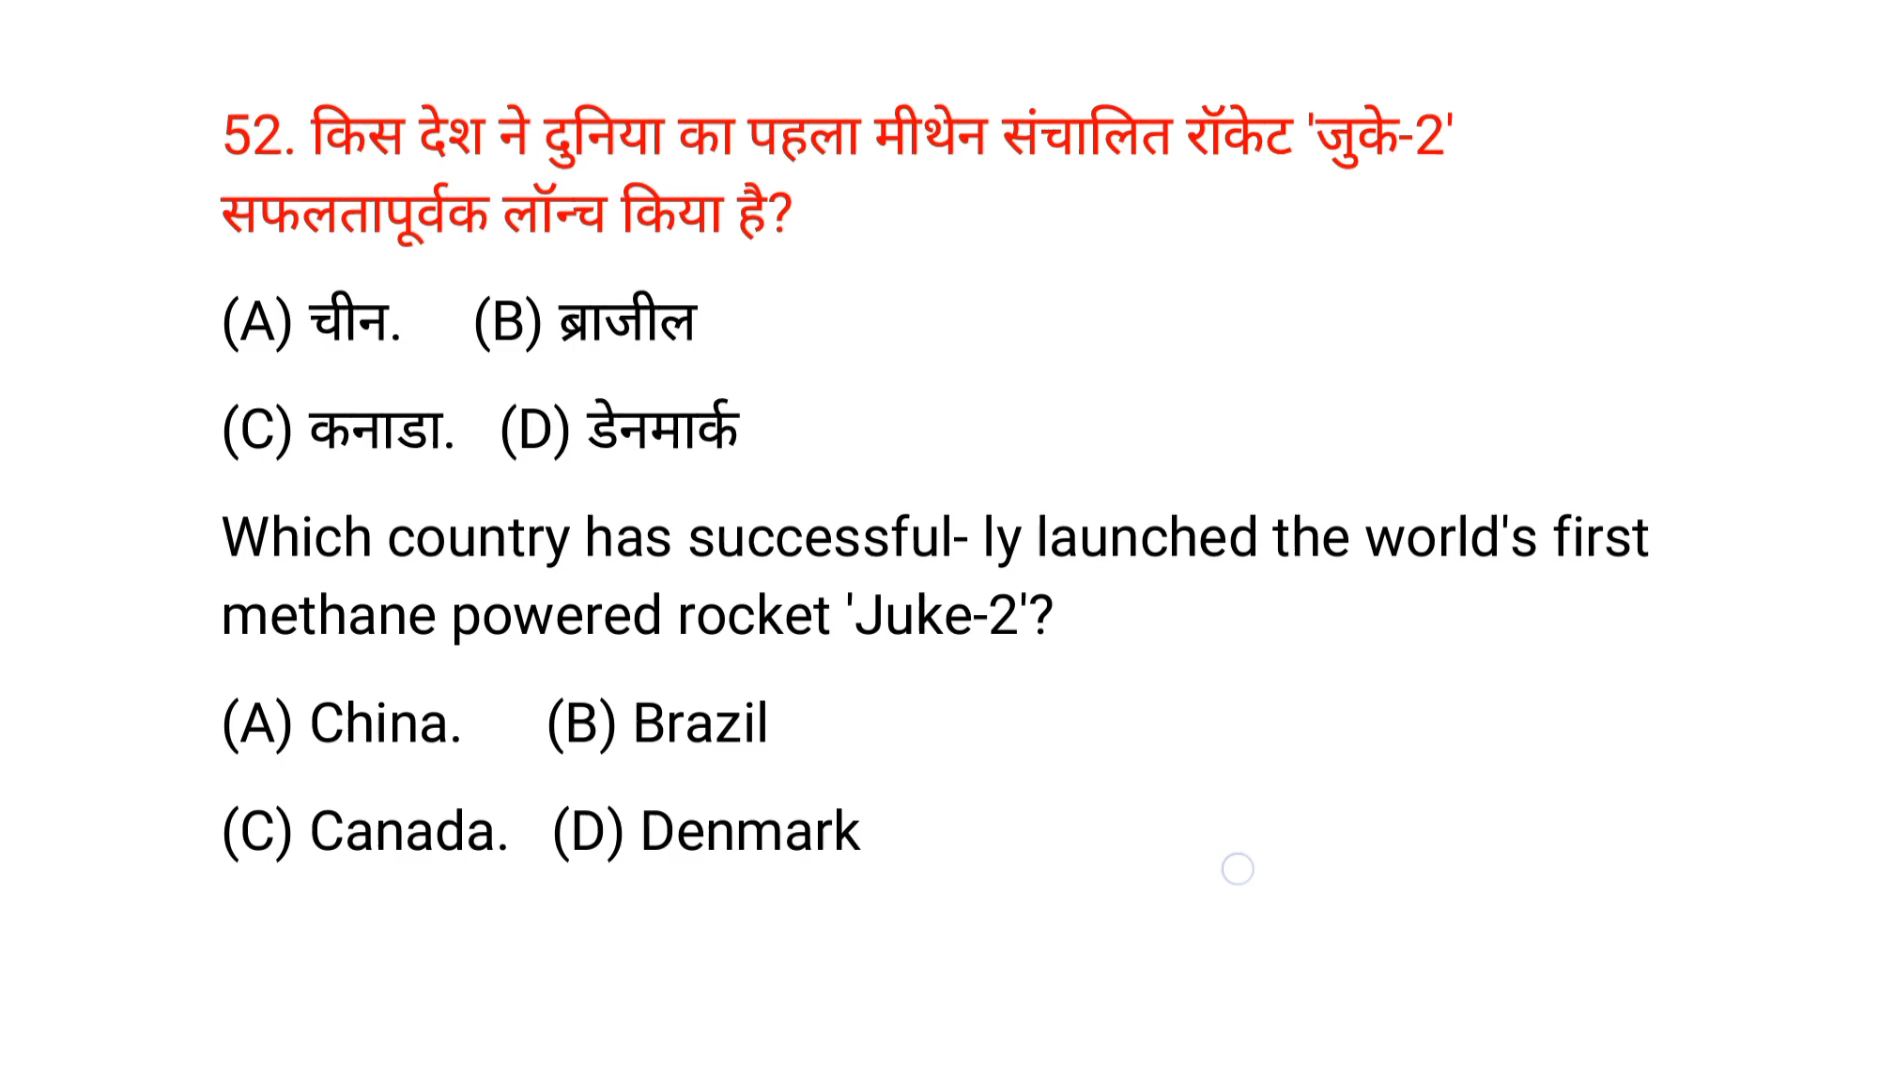 52. किस देश ने दुनिया का पहला मीथेन संचालित रॉकेट 'जुके-2'
सफलतापूर्वक लॉन्च किया है?
(A) चीन. (B) ब्राजील
(C) कनाडा. (D) डेनमार्क
Which country has successful- ly launched the world's first
methane powered rocket 'Juke-2'?
(A) China. (B) Brazil
(C) Canada. (D) Denmark